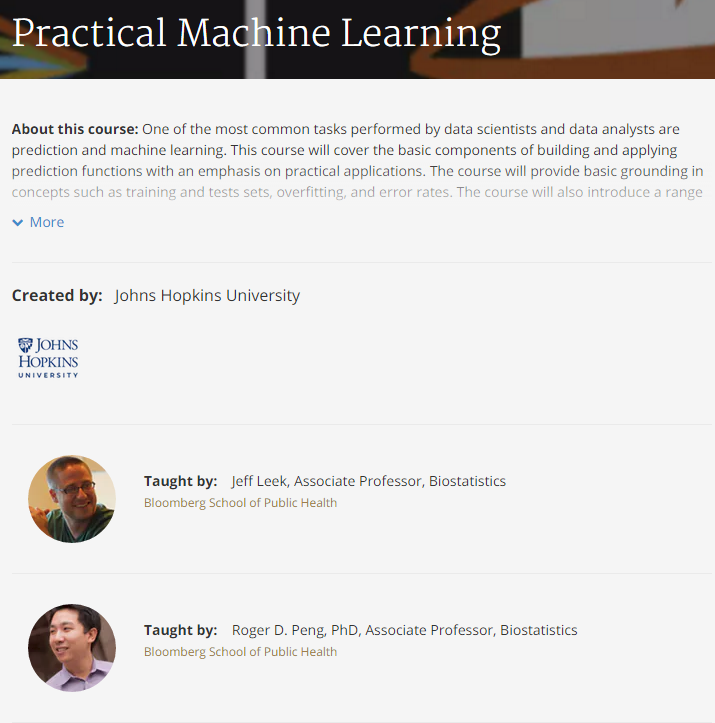 Practical Machine Learning
About this course: One of the most common tasks performed by data scientists and data analysts are
prediction and machine learning. This course will cover the basic components of building and applying
prediction functions with an emphasis on practical applications. The course will provide basic grounding in
concepts such as training and tests sets, overfitting, and error rates. The course will also introduce a range
More
Created by: Johns Hopkins University
JOHNS
HOPKINS
UNIVERSITY
Taught by: Jeff Leek, Associate Professor, Biostatistics
Bloomberg School of Public Health
Taught by: Roger D. Peng, PhD, Associate Professor, Biostatistics
Bloomberg School of Public Health